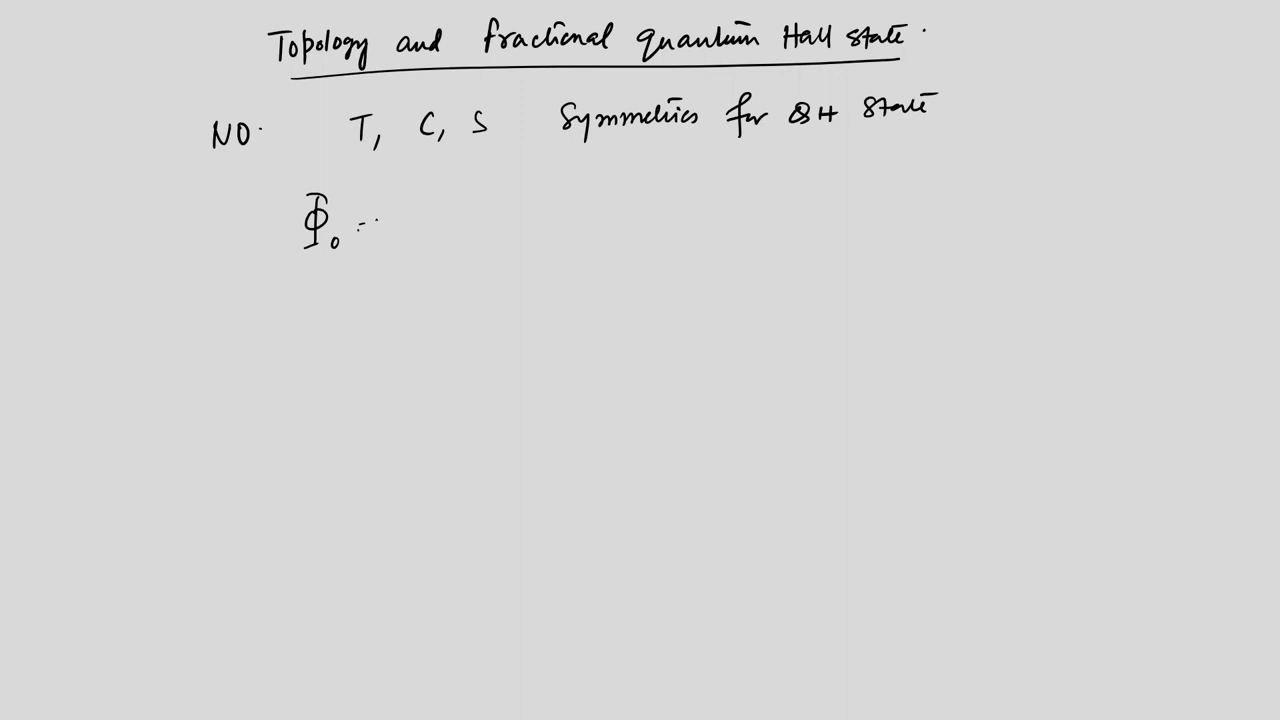 Topology and fractional quantum Hall state.
NO. T, C, S Symmetries for QH state
Φ₀ =